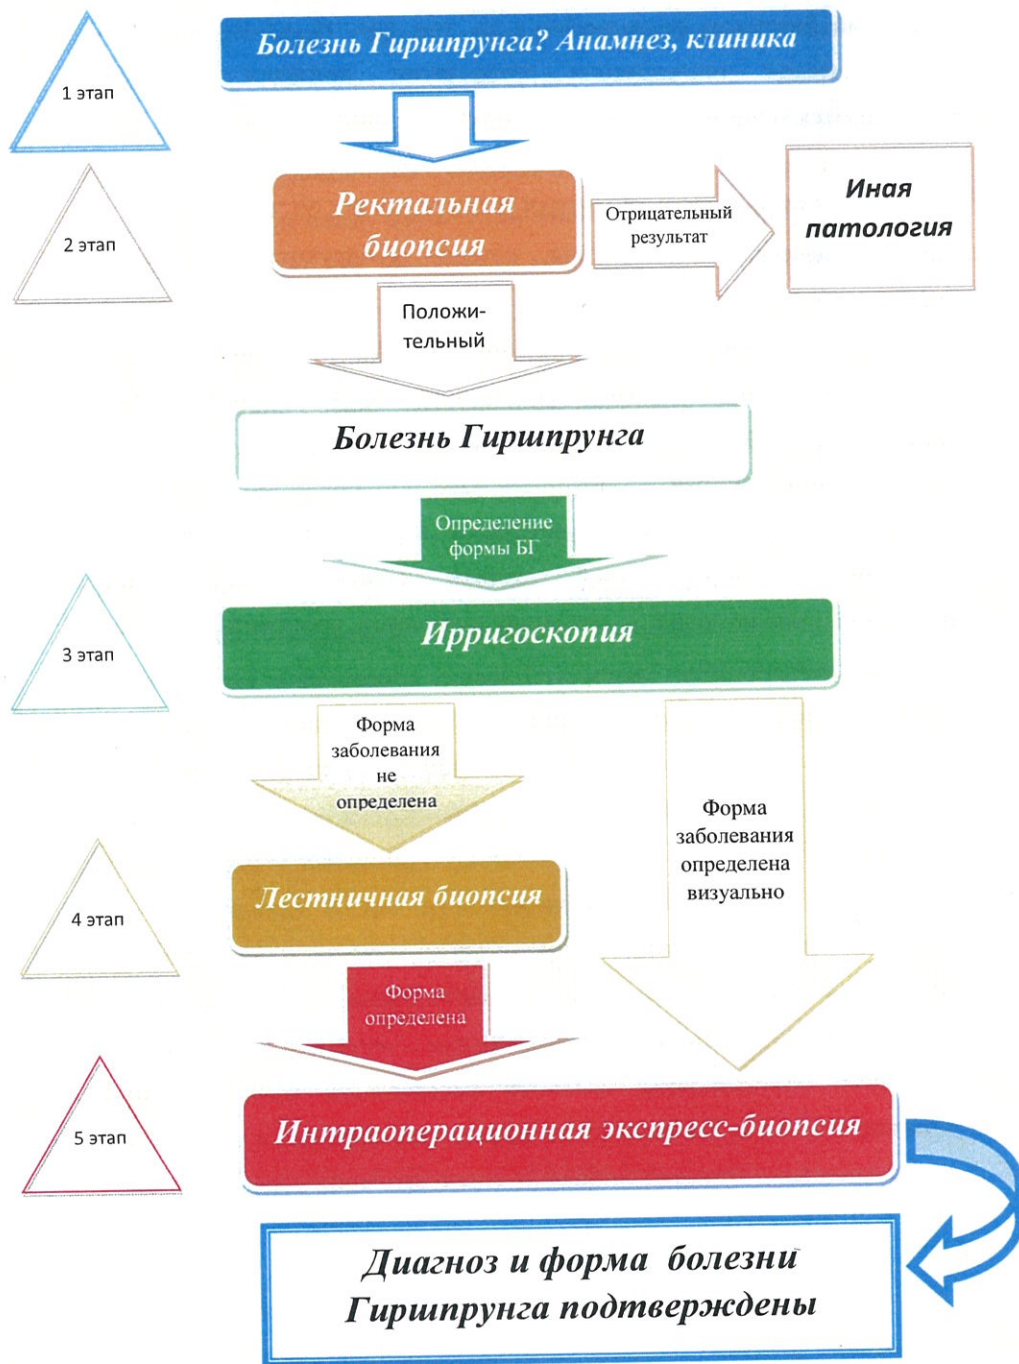 Болезнь Гиршпрунга? Анамнез, клиника
1 этап
Ректальная
биопсия
Отрицательный
результат
Иная
патология
2 этап
Положи-
тельный
Болезнь Гиршпрунга
Определение
формы БГ
Ирригоскопия
3 этап
Форма
заболевания
не
определена
Форма
заболевания
определена
визуально
Лестничная биопсия
4 этап
Форма
определена
Интраоперационная экспресс-биопсия
5 этап
Диагноз и форма болезни
Гиршпрунга подтверждены